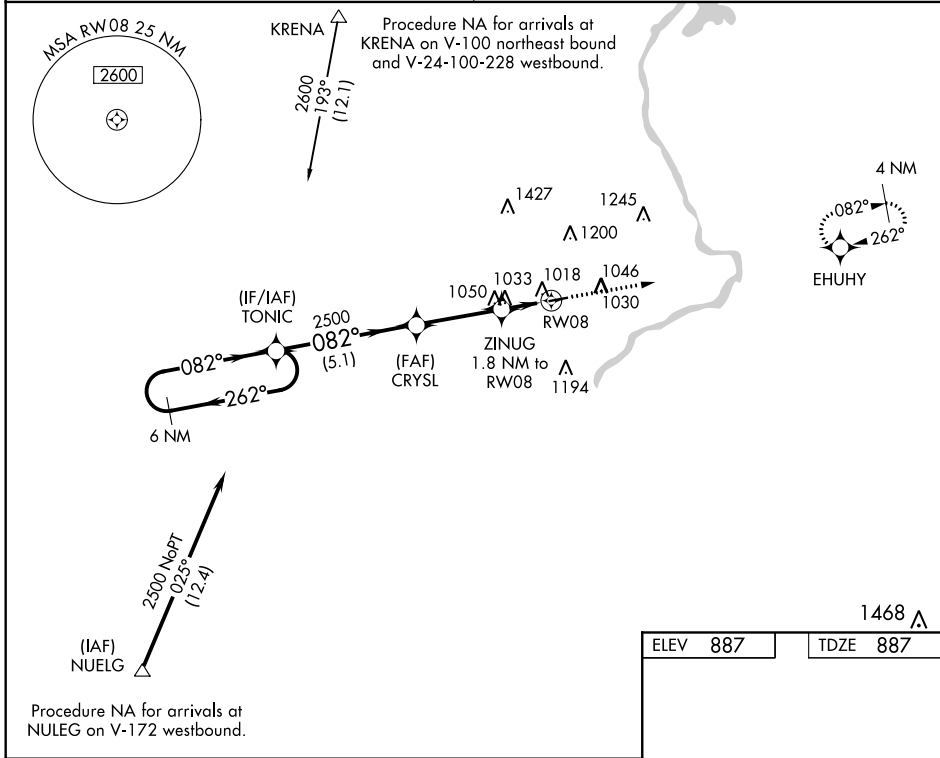 MSA RW08 25 NM
2600
KRENA
Procedure NA for arrivals at
KRENA on V-100 northeast bound
and V-24-100-228 westbound.
2600
193°
(12.1)
1427
1245
1200
4 NM
082°
262°
EHUHY
1050
1033
1018
1046
1030
RW08
(IF/IAF)
TONIC
2500
082°
(5.1)
(FAF)
CRYSL
ZINUG
1.8 NM to
RW08
1194
082°
262°
6 NM
2500 NoPT
025°
(12.4)
(IAF)
NUELG
Procedure NA for arrivals at
NULEG on V-172 westbound.
1468
ELEV 887
TDZE 887